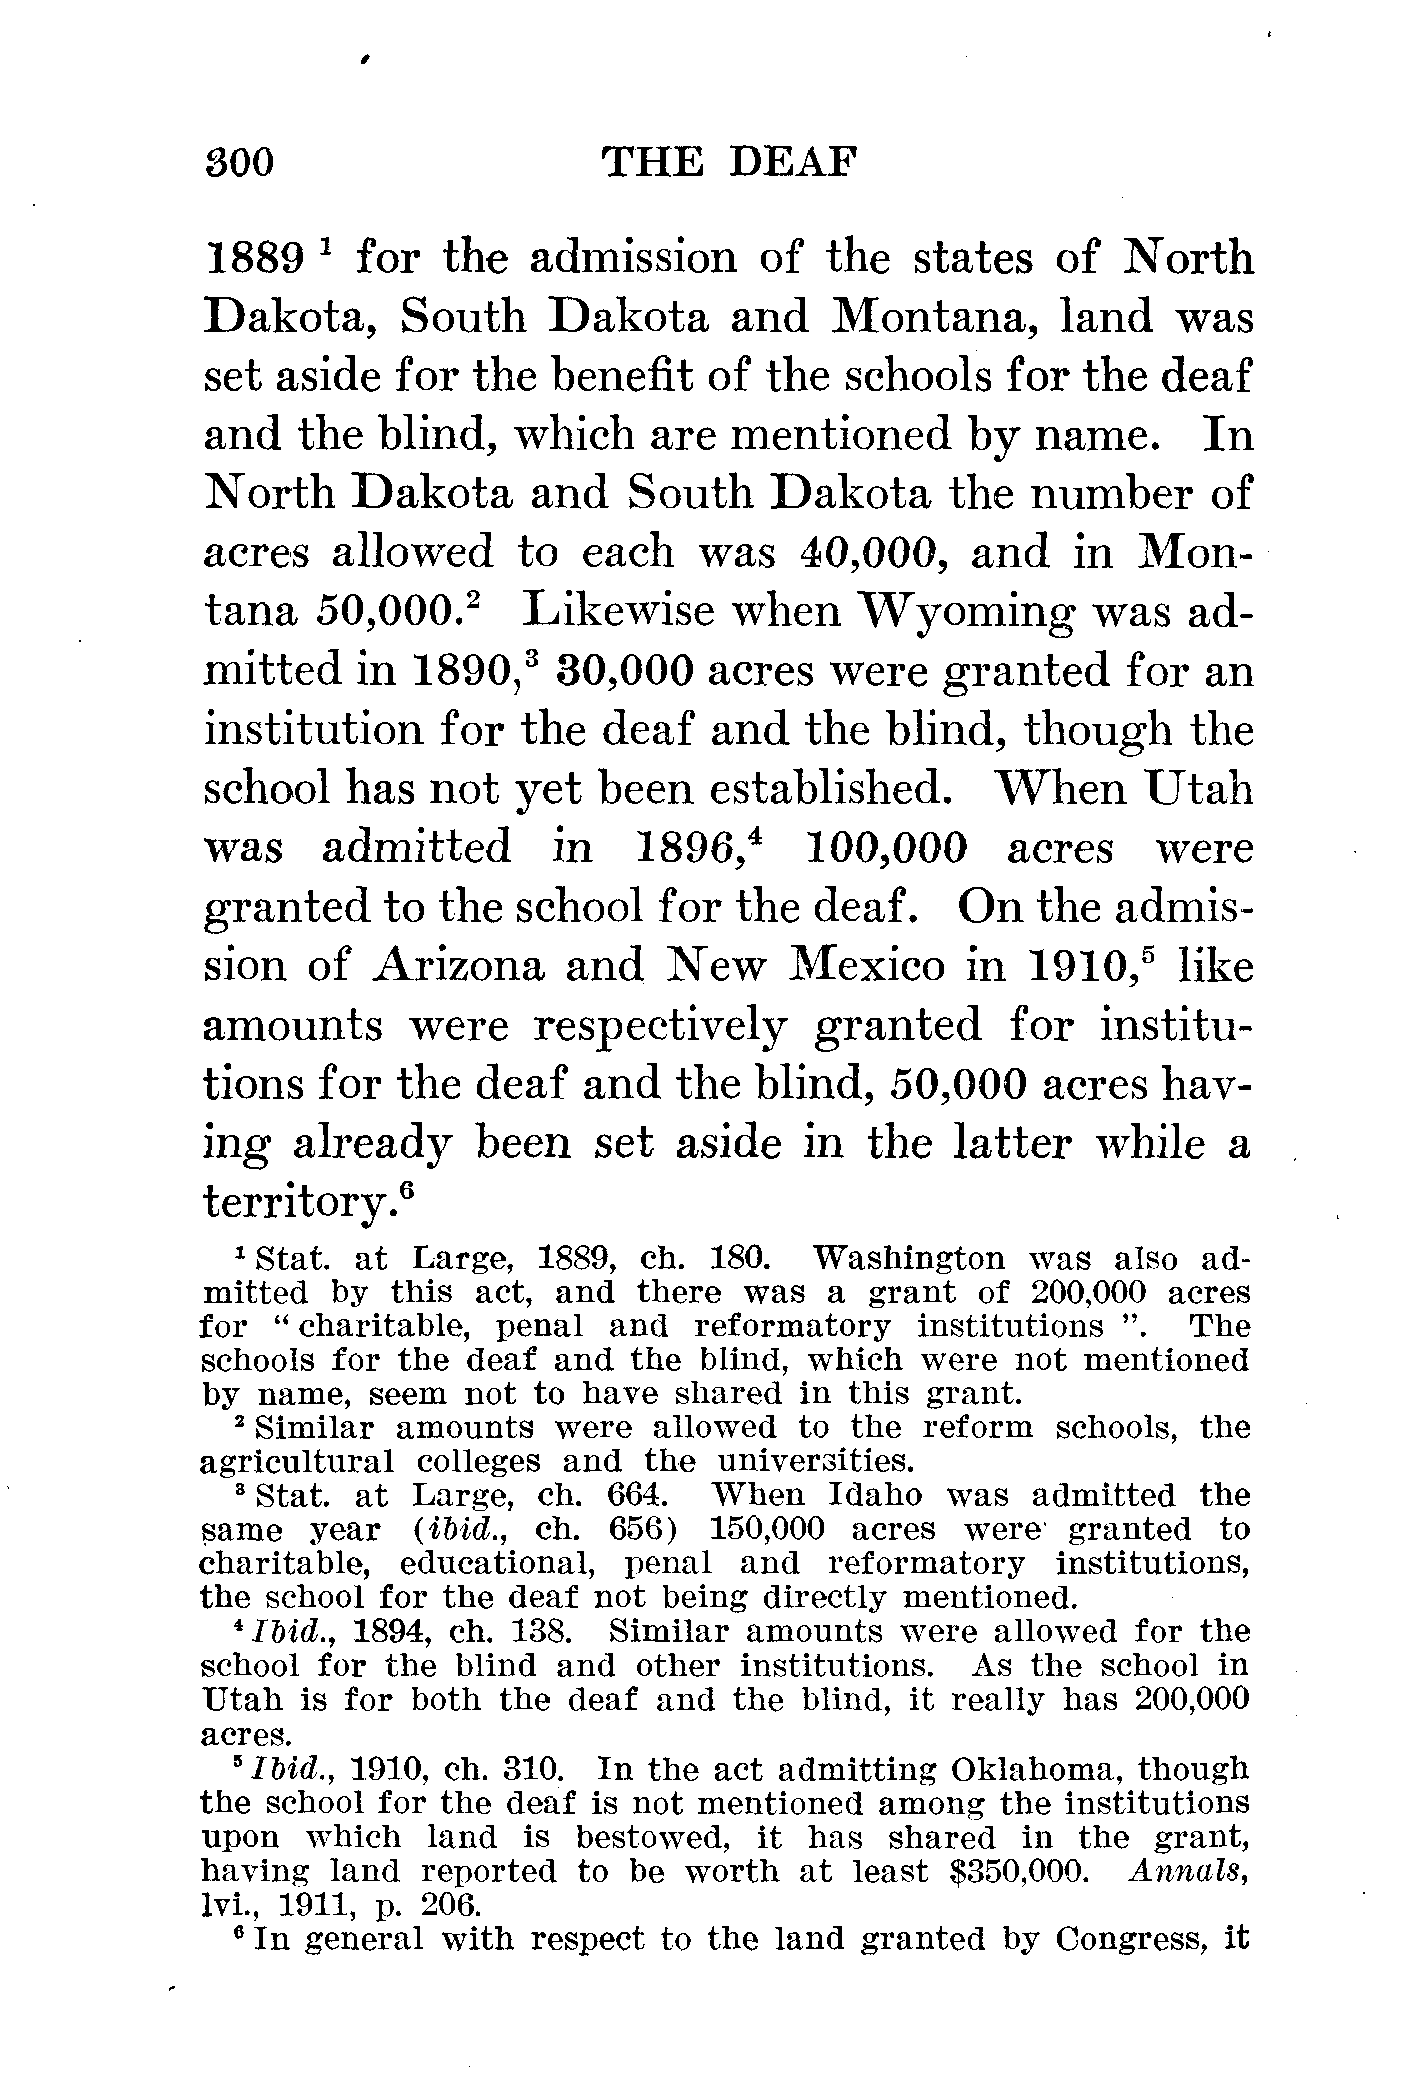 300 THE DEAF
1889 ¹ for the admission of the states of North
Dakota, South Dakota and Montana, land was
set aside for the benefit of the schools for the deaf
and the blind, which are mentioned by name. In
North Dakota and South Dakota the number of
acres allowed to each was 40,000, and in Mon-
tana 50,000.² Likewise when Wyoming was ad-
mitted in 1890,³ 30,000 acres were granted for an
institution for the deaf and the blind, though the
school has not yet been established. When Utah
was admitted in 1896,⁴ 100,000 acres were
granted to the school for the deaf. On the admis-
sion of Arizona and New Mexico in 1910,⁵ like
amounts were respectively granted for institu-
tions for the deaf and the blind, 50,000 acres hav-
ing already been set aside in the latter while a
territory.⁶
¹ Stat. at Large, 1889, ch. 180. Washington was also ad-
mitted by this act, and there was a grant of 200,000 acres
for " charitable, penal and reformatory institutions ". The
schools for the deaf and the blind, which were not mentioned
by name, seem not to have shared in this grant.
² Similar amounts were allowed to the reform schools, the
agricultural colleges and the universities.
³ Stat. at Large, ch. 664. When Idaho was admitted the
same year (ibid., ch. 656) 150,000 acres were granted to
charitable, educational, penal and reformatory institutions,
the school for the deaf not being directly mentioned.
⁴ Ibid., 1894, ch. 138. Similar amounts were allowed for the
school for the blind and other institutions. As the school in
Utah is for both the deaf and the blind, it really has 200,000
acres.
⁵ Ibid., 1910, ch. 310. In the act admitting Oklahoma, though
the school for the deaf is not mentioned among the institutions
upon which land is bestowed, it has shared in the grant,
having land reported to be worth at least $350,000. Annals,
lvi., 1911, p. 206.
⁶ In general with respect to the land granted by Congress, it